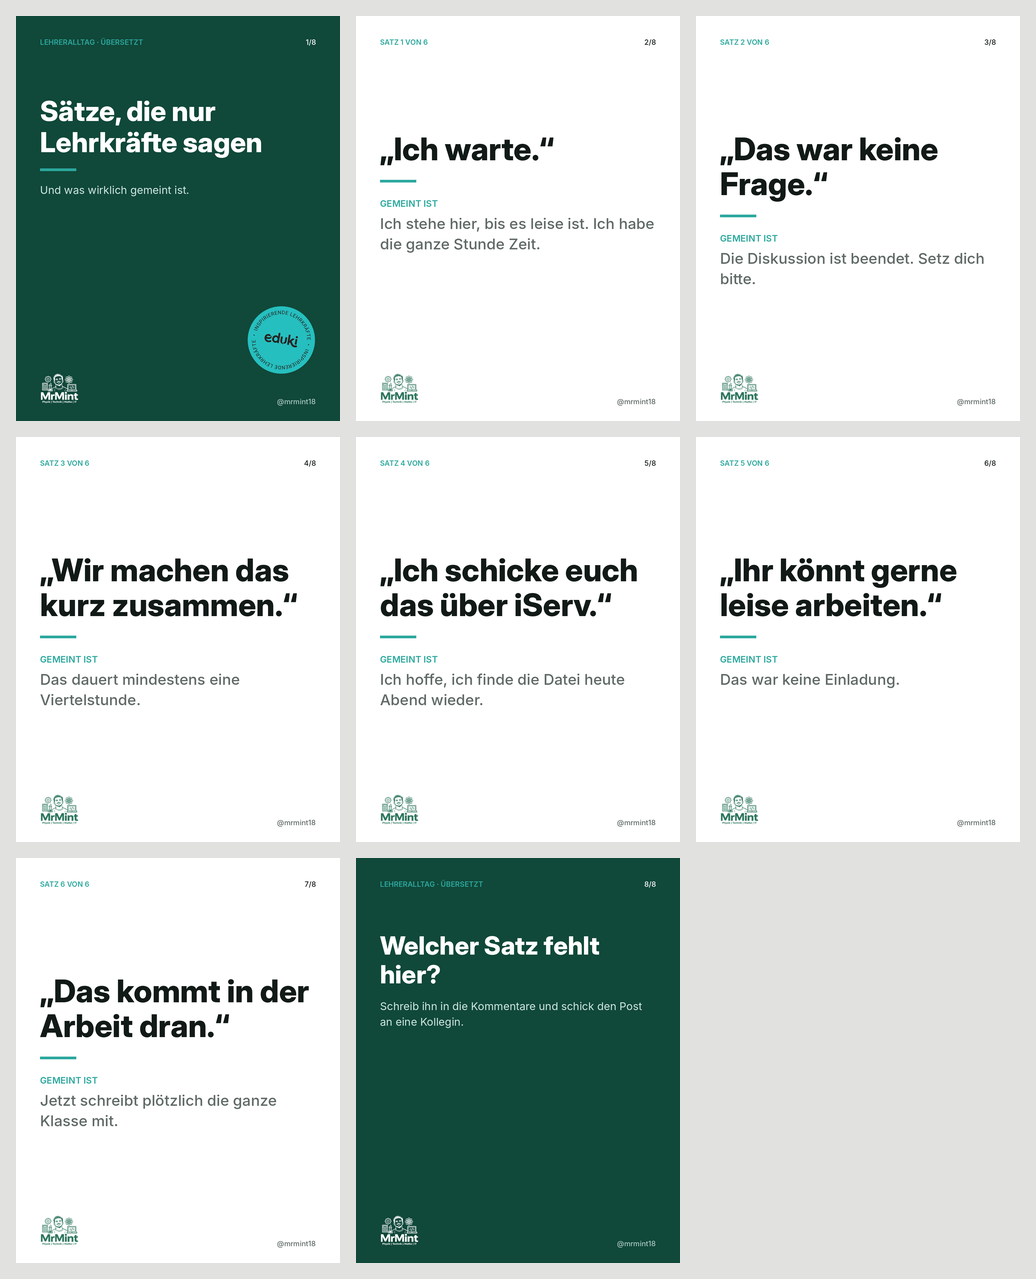 LEHRERALLTAG · ÜBERSETZT
1/8
Sätze, die nur
Lehrkräfte sagen
Und was wirklich gemeint ist.
INSPIRIERENDE LEHRKRÄFTE • INSPIRIERENDE LEHRKRÄFTE •
eduki
MrMint
@mrmint18
SATZ 1 VON 6
2/8
„Ich warte.“
GEMEINT IST
Ich stehe hier, bis es leise ist. Ich habe
die ganze Stunde Zeit.
MrMint
@mrmint18
SATZ 2 VON 6
3/8
„Das war keine
Frage.“
GEMEINT IST
Die Diskussion ist beendet. Setz dich
bitte.
MrMint
@mrmint18
SATZ 3 VON 6
4/8
„Wir machen das
kurz zusammen.“
GEMEINT IST
Das dauert mindestens eine
Viertelstunde.
MrMint
@mrmint18
SATZ 4 VON 6
5/8
„Ich schicke euch
das über iServ.“
GEMEINT IST
Ich hoffe, ich finde die Datei heute
Abend wieder.
MrMint
@mrmint18
SATZ 5 VON 6
6/8
„Ihr könnt gerne
leise arbeiten.“
GEMEINT IST
Das war keine Einladung.
MrMint
@mrmint18
SATZ 6 VON 6
7/8
„Das kommt in der
Arbeit dran.“
GEMEINT IST
Jetzt schreibt plötzlich die ganze
Klasse mit.
MrMint
@mrmint18
LEHRERALLTAG · ÜBERSETZT
8/8
Welcher Satz fehlt
hier?
Schreib ihn in die Kommentare und schick den Post
an eine Kollegin.
MrMint
@mrmint18